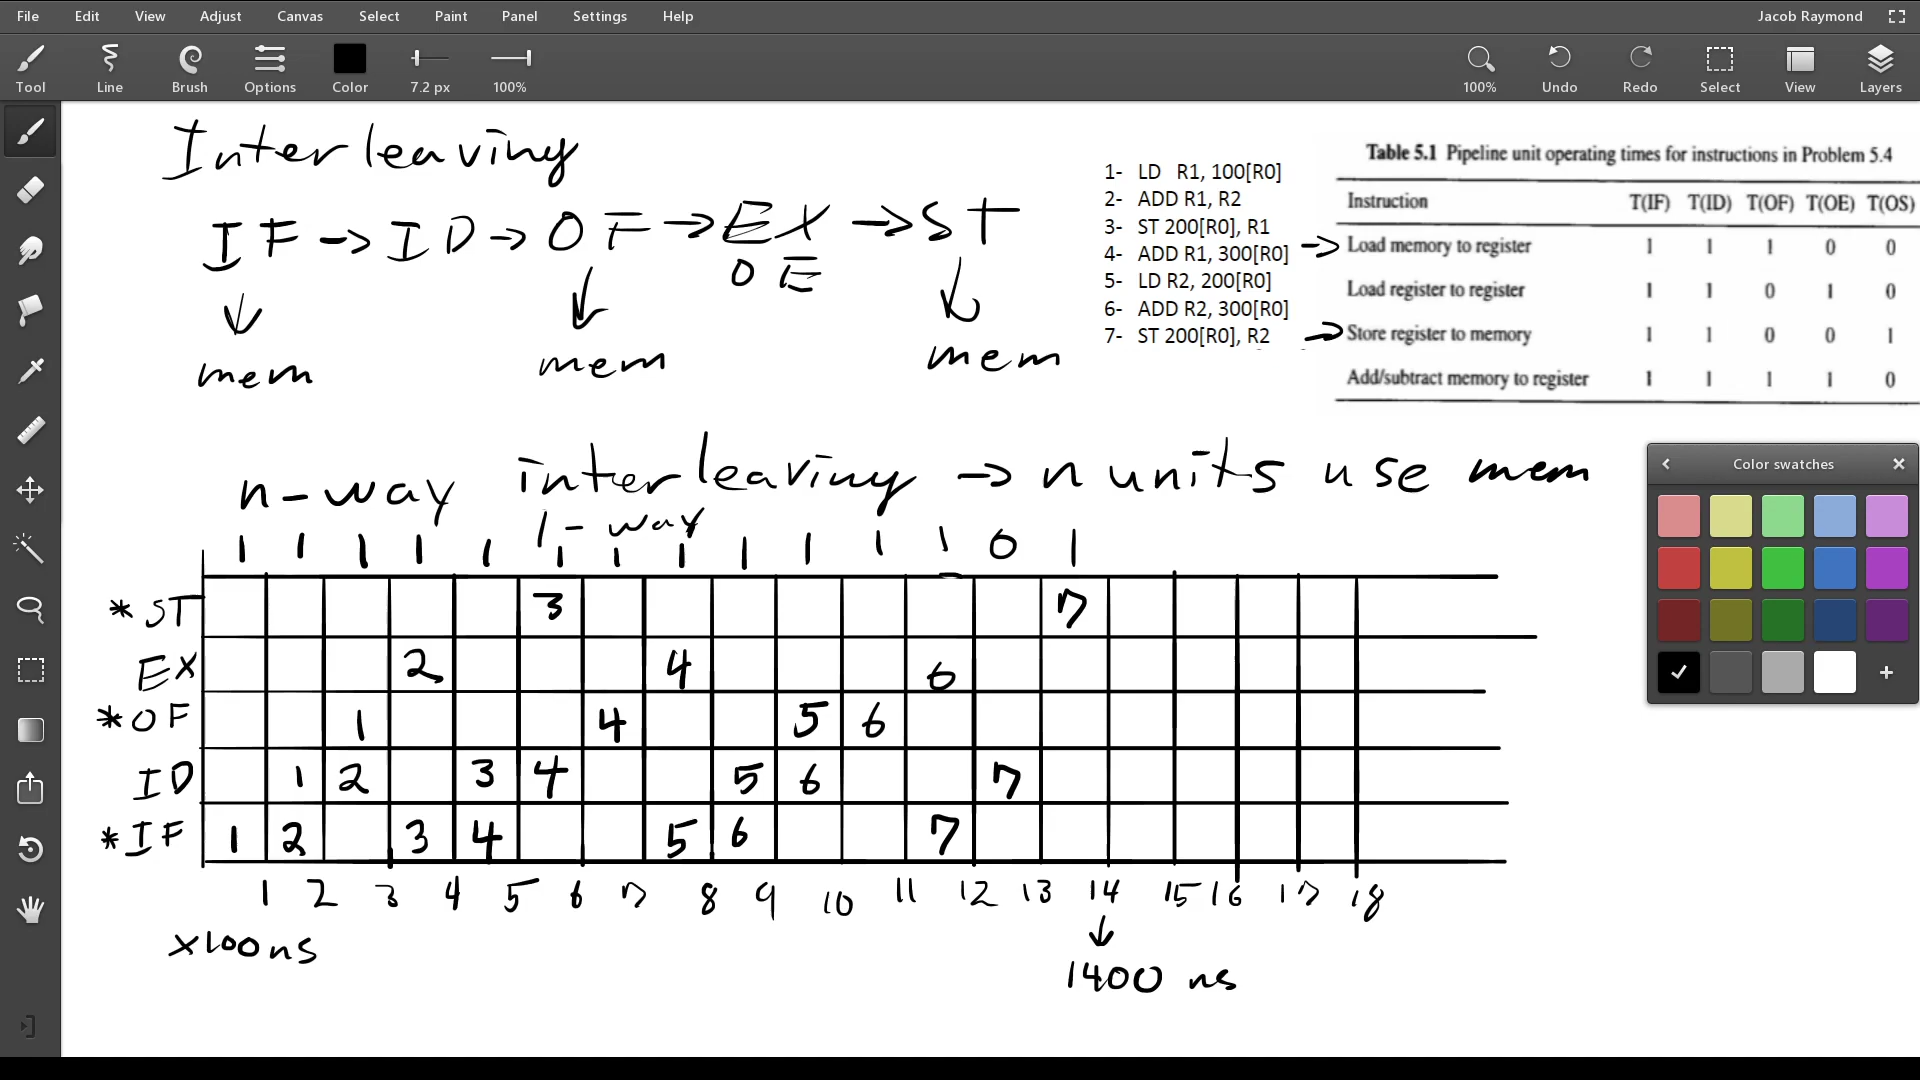 File Edit View Adjust Canvas Select Paint Panel Settings Help Jacob Raymond
Tool Line Brush Options Color 7.2 px 100% 100% Undo Redo Select View Layers
Interleaving
IF -> ID -> OF -> EX -> ST
OE
mem mem mem
1- LD R1, 100[R0]
2- ADD R1, R2
3- ST 200[R0], R1
4- ADD R1, 300[R0]
5- LD R2, 200[R0]
6- ADD R2, 300[R0]
7- ST 200[R0], R2
Table 5.1 Pipeline unit operating times for instructions in Problem 5.4
Instruction T(IF) T(ID) T(OF) T(OE) T(OS)
Load memory to register 1 1 1 0 0
Load register to register 1 1 0 1 0
Store register to memory 1 1 0 0 1
Add/subtract memory to register 1 1 1 1 0
n-way interleaving -> n units use mem
1-way
1 1 1 1 1 1 1 1 1 1 1 1 0 1
*ST 3 7
EX 2 4 6
*OF 1 4 5 6
ID 1 2 3 4 5 6 7
*IF 1 2 3 4 5 6 7
1 2 3 4 5 6 7 8 9 10 11 12 13 14 15 16 17 18
x100ns
1400 ns
Color swatches